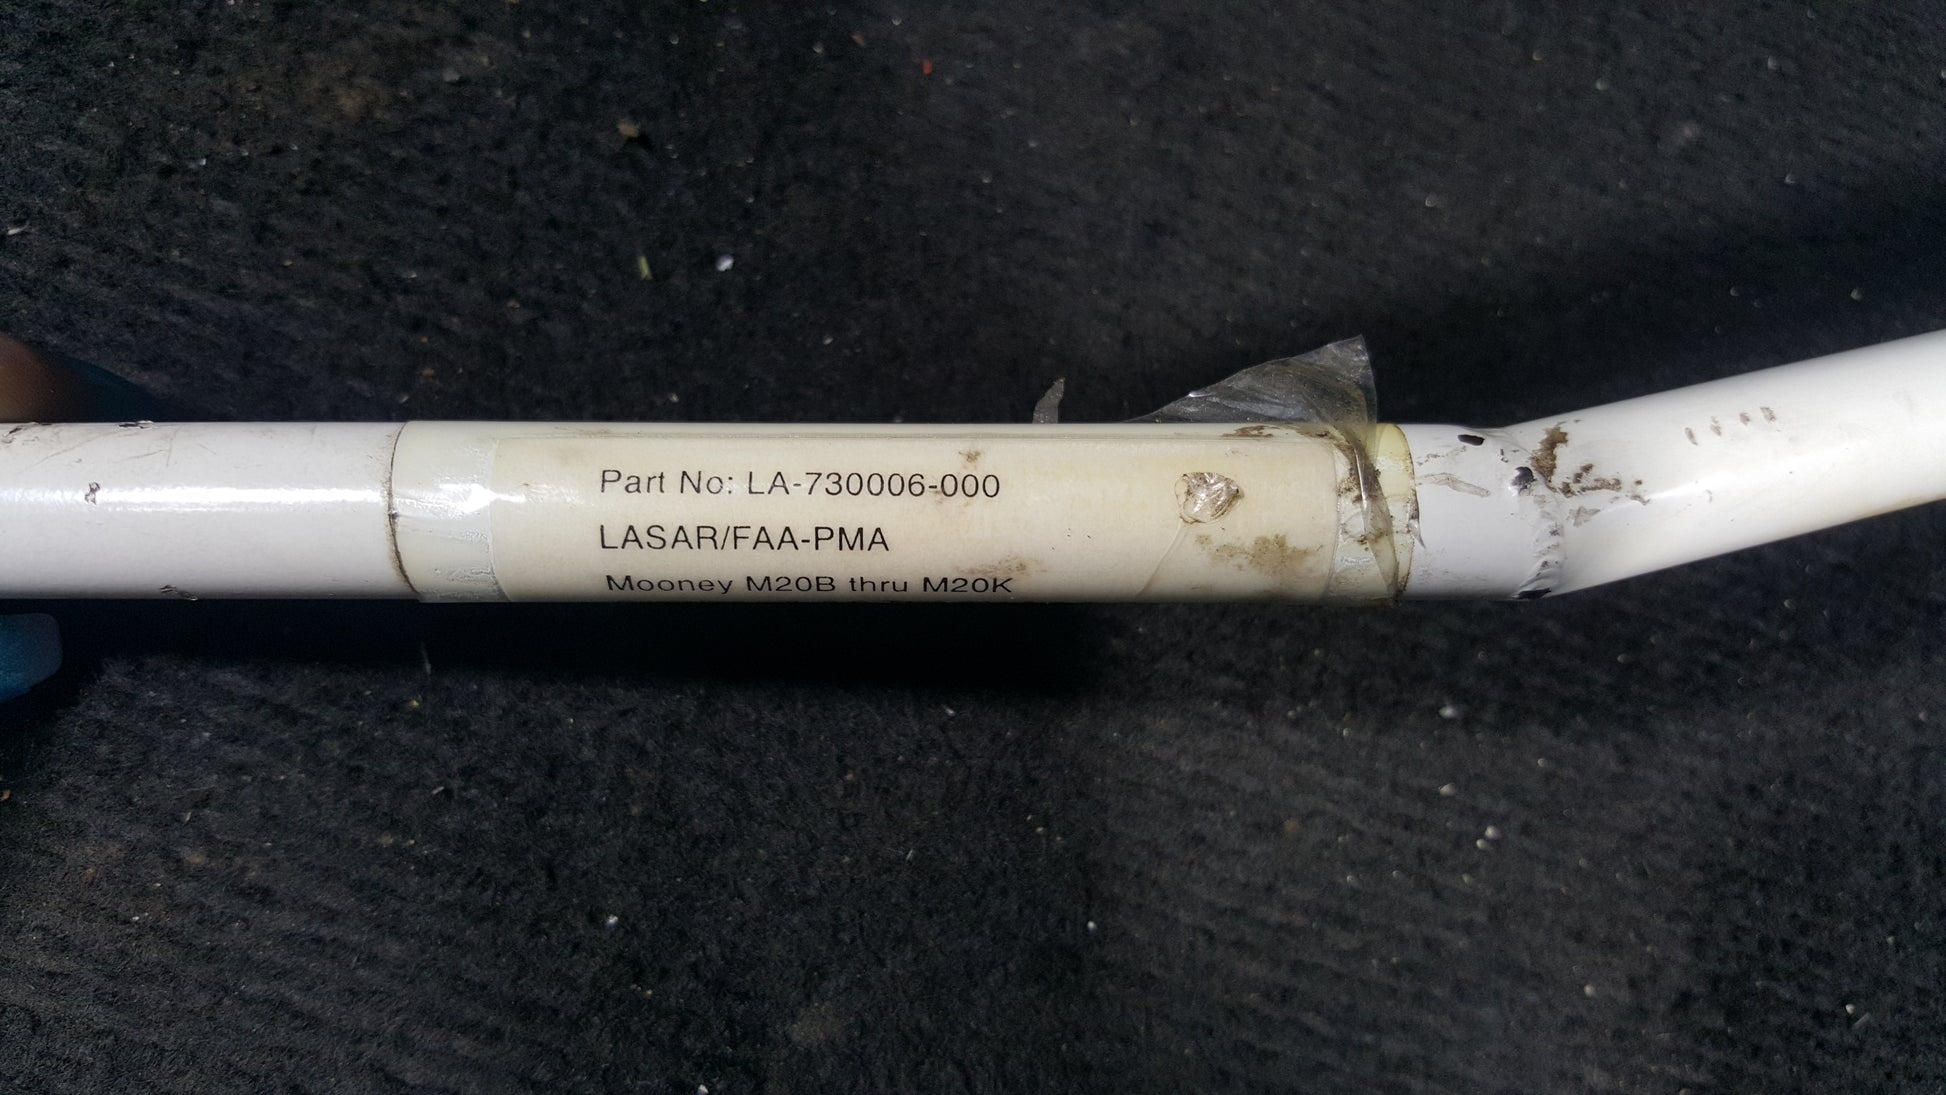 Part No: LA-730006-000
LASAR/FAA-PMA
Mooney M20B thru M20K